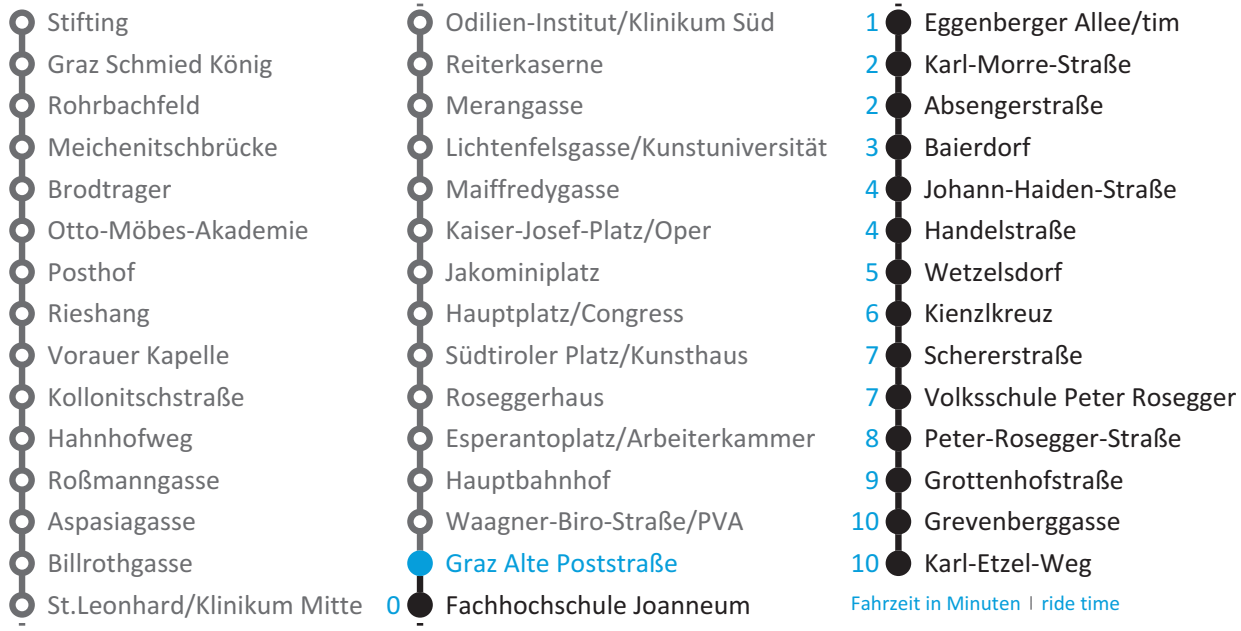 Stifting
Graz Schmied König
Rohrbachfeld
Meichenitschbrücke
Brodtrager
Otto-Möbes-Akademie
Posthof
Rieshang
Vorauer Kapelle
Kollonitschstraße
Hahnhofweg
Roßmanngasse
Aspasiagasse
Billrothgasse
St.Leonhard/Klinikum Mitte
Odilien-Institut/Klinikum Süd
Reiterkaserne
Merangasse
Lichtenfelsgasse/Kunstuniversität
Maiffredygasse
Kaiser-Josef-Platz/Oper
Jakominiplatz
Hauptplatz/Congress
Südtiroler Platz/Kunsthaus
Roseggerhaus
Esperantoplatz/Arbeiterkammer
Hauptbahnhof
Waagner-Biro-Straße/PVA
Graz Alte Poststraße
0 Fachhochschule Joanneum
1 Eggenberger Allee/tim
2 Karl-Morre-Straße
2 Absengerstraße
3 Baierdorf
4 Johann-Haiden-Straße
4 Handelstraße
5 Wetzelsdorf
6 Kienzlkreuz
7 Schererstraße
7 Volksschule Peter Rosegger
8 Peter-Rosegger-Straße
9 Grottenhofstraße
10 Grevenberggasse
10 Karl-Etzel-Weg
Fahrzeit in Minuten | ride time